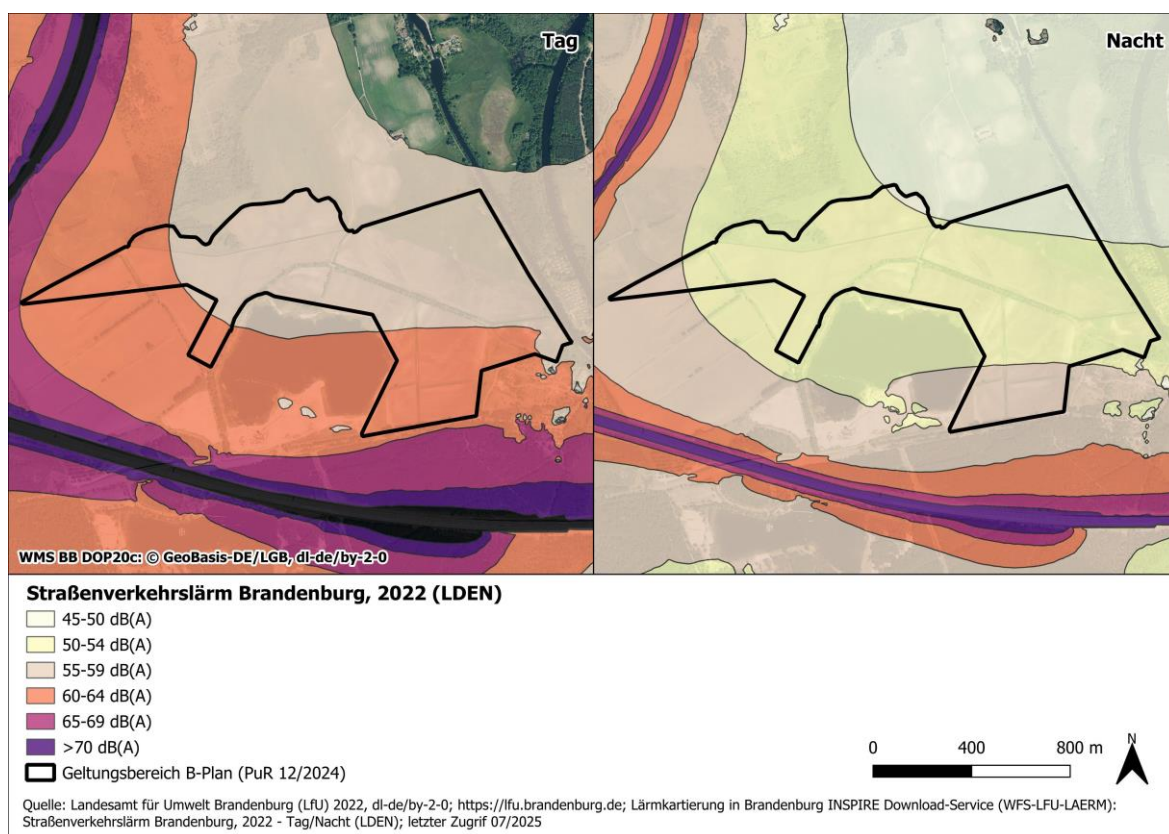 Tag
Nacht
WMS BB DOP20c: © GeoBasis-DE/LGB, dl-de/by-2-0
Straßenverkehrslärm Brandenburg, 2022 (LDEN)
45-50 dB(A)
50-54 dB(A)
55-59 dB(A)
60-64 dB(A)
65-69 dB(A)
>70 dB(A)
Geltungsbereich B-Plan (PuR 12/2024)
0 400 800 m
N
Quelle: Landesamt für Umwelt Brandenburg (LfU) 2022, dl-de/by-2-0; https://lfu.brandenburg.de; Lärmkartierung in Brandenburg INSPIRE Download-Service (WFS-LFU-LAERM):
Straßenverkehrslärm Brandenburg, 2022 - Tag/Nacht (LDEN); letzter Zugrif 07/2025